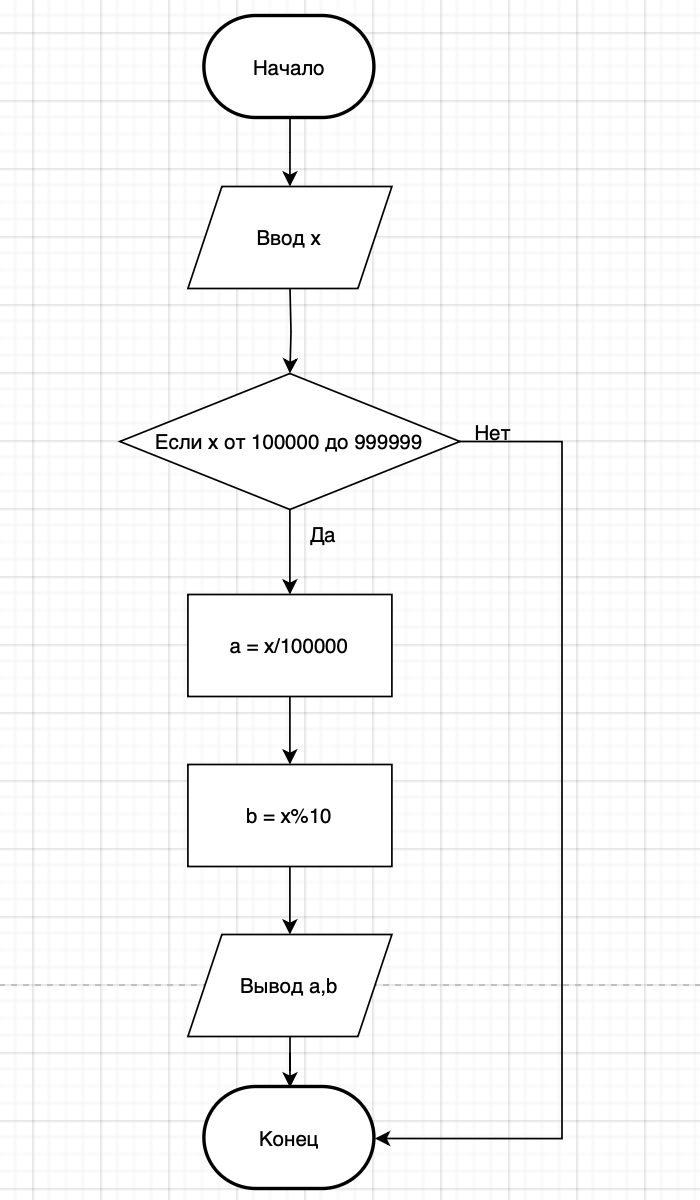 Начало
Ввод x
Если x от 100000 до 999999
Нет
Да
a = x/100000
b = x%10
Вывод a,b
Конец